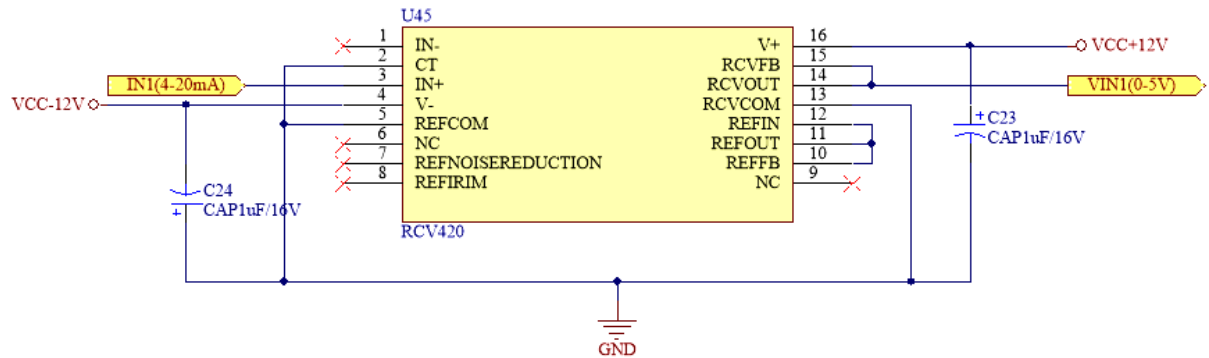 U45
1 IN- V+ 16
2 CT RCVFB 15
3 IN+ RCVOUT 14
4 V- RCVCOM 13
5 REFCOM REFIN 12
6 NC REFOUT 11
7 REFNOISEREDUCTION REFFB 10
8 REFIRIM NC 9
RCV420
IN1(4-20mA)
VCC-12V
VCC+12V
VIN1(0-5V)
+ C23
CAP1uF/16V
C24
+ CAP1uF/16V
GND